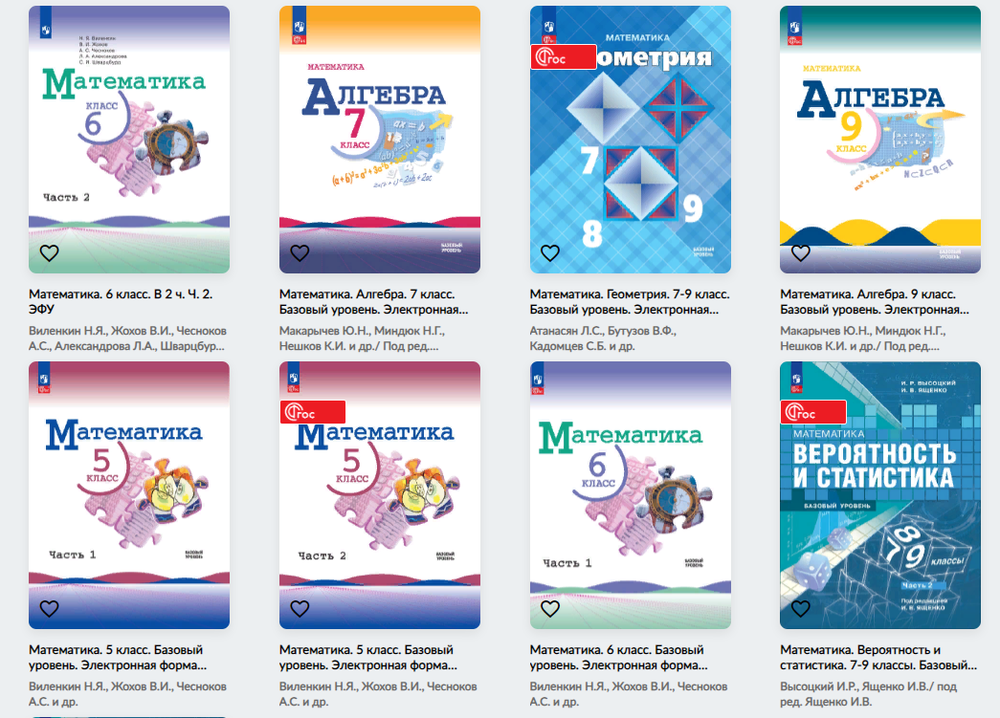 Н. Я. Виленкин
В. И. Жохов
А. С. Чесноков
Л. А. Александрова
С. И. Шварцбурд
Математика
КЛАСС
6
Часть 2
Математика. 6 класс. В 2 ч. Ч. 2.
ЭФУ
Виленкин Н.Я., Жохов В.И., Чесноков
А.С., Александрова Л.А., Шварцбур...
МАТЕМАТИКА
АЛГЕБРА
7
КЛАСС
ax = b
БАЗОВЫЙ
УРОВЕНЬ
Математика. Алгебра. 7 класс.
Базовый уровень. Электронная...
Макарычев Ю.Н., Миндюк Н.Г.,
Нешков К.И. и др./ Под ред....
МАТЕМАТИКА
ометрия
фгос
7
9
8
БАЗОВЫЙ
УРОВЕНЬ
Математика. Геометрия. 7-9 класс.
Базовый уровень. Электронная...
Атанасян Л.С., Бутузов В.Ф.,
Кадомцев С.Б. и др.
МАТЕМАТИКА
АЛГЕБРА
9
КЛАСС
N⊂Z⊂Q⊂R
БАЗОВЫЙ
УРОВЕНЬ
Математика. Алгебра. 9 класс.
Базовый уровень. Электронная...
Макарычев Ю.Н., Миндюк Н.Г.,
Нешков К.И. и др./ Под ред....
Математика
5
КЛАСС
Часть 1
БАЗОВЫЙ
УРОВЕНЬ
Математика. 5 класс. Базовый
уровень. Электронная форма...
Виленкин Н.Я., Жохов В.И., Чесноков
А.С. и др.
фгос
Математика
5
КЛАСС
Часть 2
БАЗОВЫЙ
УРОВЕНЬ
Математика. 5 класс. Базовый
уровень. Электронная форма...
Виленкин Н.Я., Жохов В.И., Чесноков
А.С. и др.
Математика
6
КЛАСС
Часть 1
БАЗОВЫЙ
УРОВЕНЬ
Математика. 6 класс. Базовый
уровень. Электронная форма...
Виленкин Н.Я., Жохов В.И., Чесноков
А.С. и др.
И. Р. ВЫСОЦКИЙ
И. В. ЯЩЕНКО
фгос
МАТЕМАТИКА
ВЕРОЯТНОСТЬ
И СТАТИСТИКА
БАЗОВЫЙ УРОВЕНЬ
8
7 9 КЛАССЫ
Часть 2
Под редакцией
И. В. ЯЩЕНКО
Математика. Вероятность и
статистика. 7-9 классы. Базовый...
Высоцкий И.Р., Ященко И.В./ под
ред. Ященко И.В.